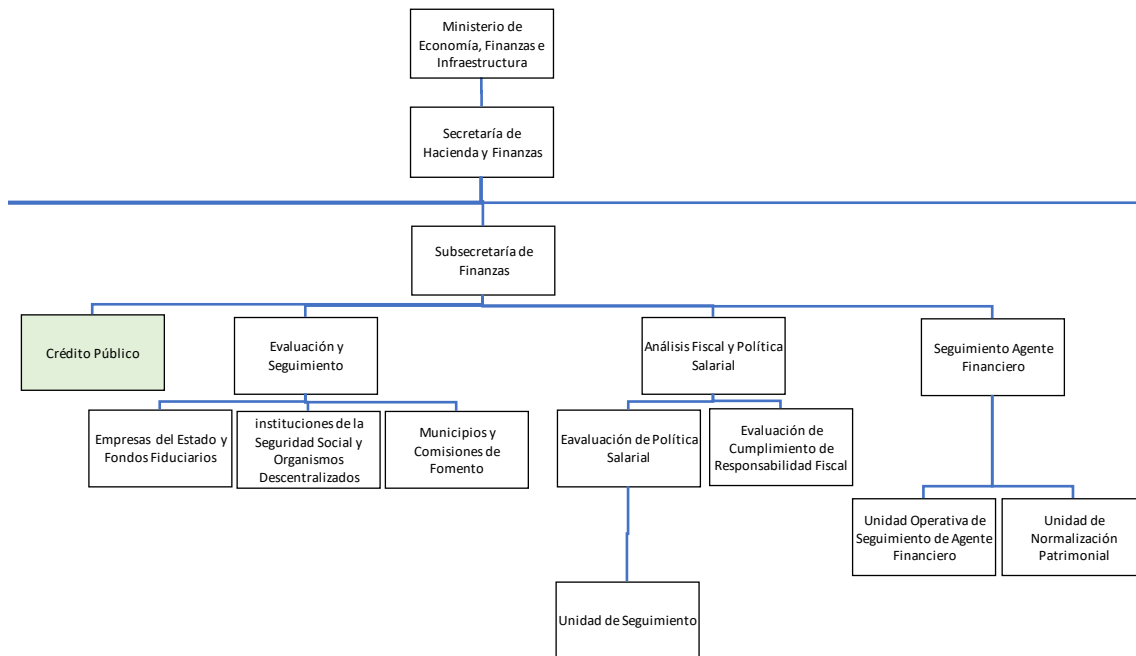 Ministerio de
Economía, Finanzas e
Infraestructura
Secretaría de
Hacienda y Finanzas
Subsecretaría de
Finanzas
Crédito Público
Evaluación y
Seguimiento
Análisis Fiscal y Política
Salarial
Seguimiento Agente
Financiero
Empresas del Estado y
Fondos Fiduciarios
instituciones de la
Seguridad Social y
Organismos
Descentralizados
Municipios y
Comisiones de
Fomento
Eavaluación de Política
Salarial
Evaluación de
Cumplimiento de
Responsabilidad Fiscal
Unidad Operativa de
Seguimiento de Agente
Financiero
Unidad de
Normalización
Patrimonial
Unidad de Seguimiento